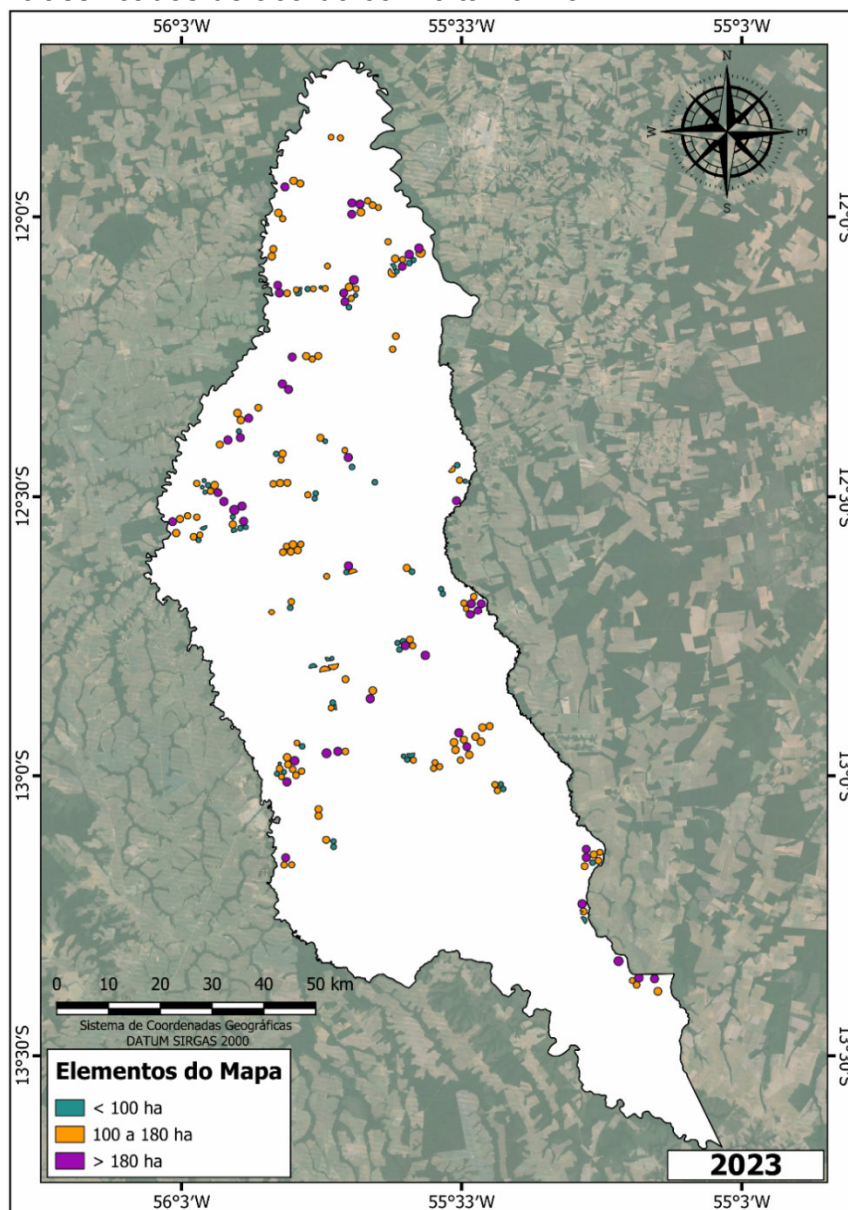 56°3'W 55°33'W 55°3'W
N
W E
S
12°0'S 12°0'S
12°30'S 12°30'S
13°0'S 13°0'S
0 10 20 30 40 50 km
Sistema de Coordenadas Geográficas
DATUM SIRGAS 2000
13°30'S 13°30'S
Elementos do Mapa
< 100 ha
100 a 180 ha
> 180 ha
2023
56°3'W 55°33'W 55°3'W